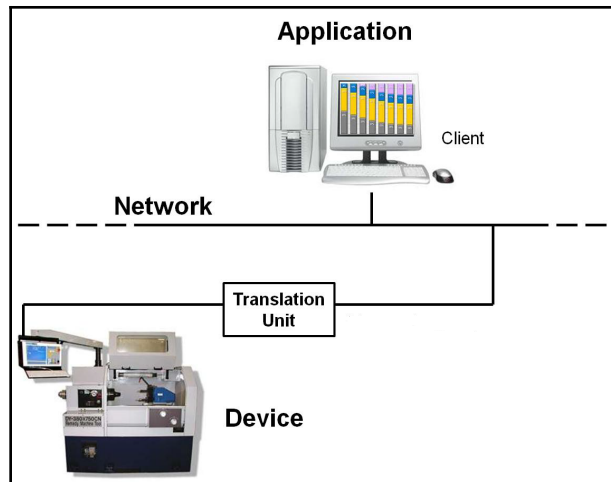 Application
Client
Network
Translation
Unit
Device